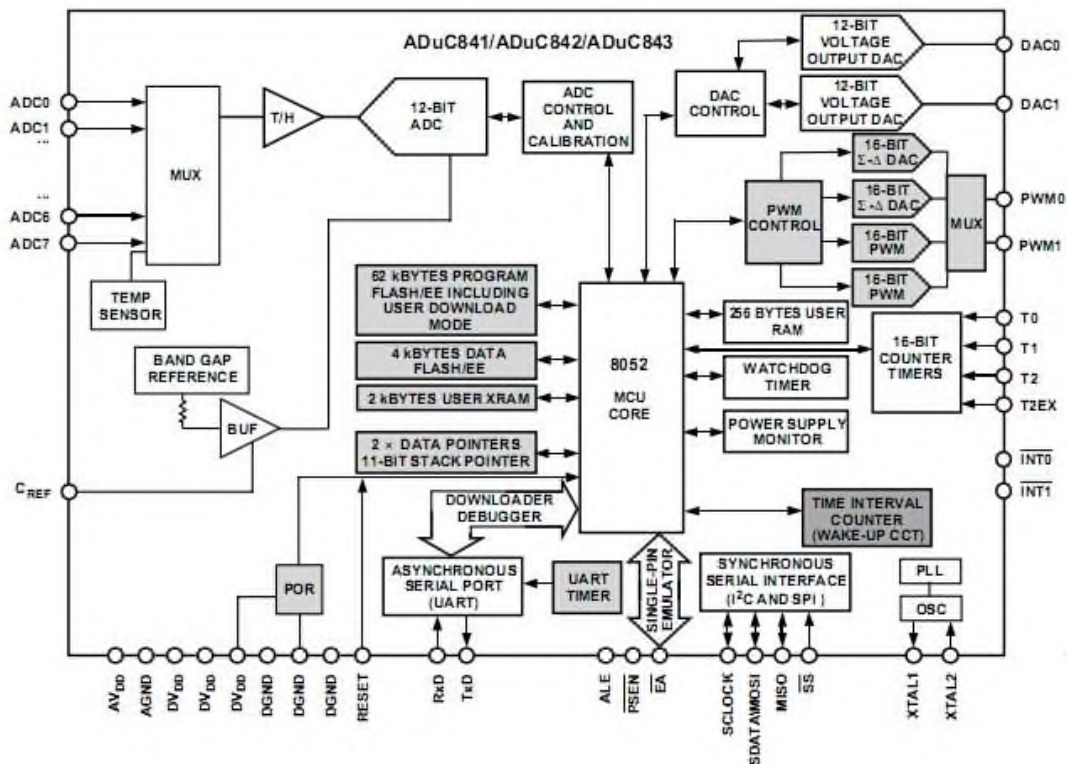 ADuC841/ADuC842/ADuC843
ADC0
ADC1
...
...
ADC6
ADC7
MUX
T/H
12-BIT
ADC
ADC
CONTROL
AND
CALIBRATION
DAC
CONTROL
12-BIT
VOLTAGE
OUTPUT DAC
12-BIT
VOLTAGE
OUTPUT DAC
DAC0
DAC1
PWM
CONTROL
16-BIT
Σ-Δ DAC
16-BIT
Σ-Δ DAC
16-BIT
PWM
16-BIT
PWM
MUX
PWM0
PWM1
TEMP
SENSOR
BAND GAP
REFERENCE
BUF
CREF
62 kBYTES PROGRAM
FLASH/EE INCLUDING
USER DOWNLOAD
MODE
4 kBYTES DATA
FLASH/EE
2 kBYTES USER XRAM
2 × DATA POINTERS
11-BIT STACK POINTER
8052
MCU
CORE
256 BYTES USER
RAM
WATCHDOG
TIMER
POWER SUPPLY
MONITOR
16-BIT
COUNTER
TIMERS
T0
T1
T2
T2EX
INT0
INT1
TIME INTERVAL
COUNTER
(WAKE-UP CCT)
DOWNLOADER
DEBUGGER
POR
ASYNCHRONOUS
SERIAL PORT
(UART)
UART
TIMER
SINGLE-PIN
EMULATOR
SYNCHRONOUS
SERIAL INTERFACE
(I2C AND SPI )
PLL
OSC
AVDD
AGND
DVDD
DVDD
DVDD
DGND
DGND
DGND
RESET
RxD
TxD
ALE
PSEN
EA
SCLOCK
SDATA\MOSI
MISO
SS
XTAL1
XTAL2